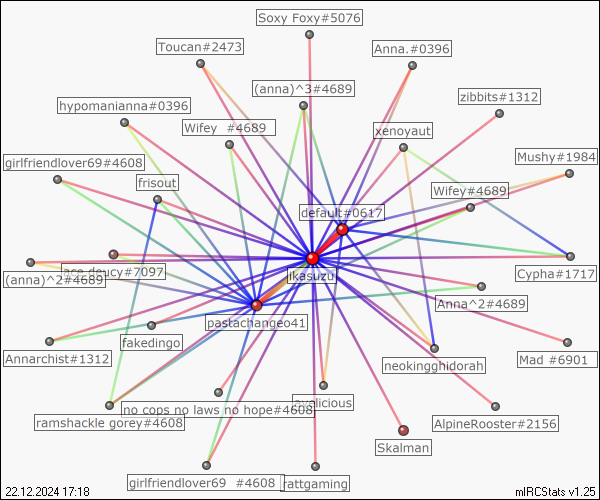 Soxy Foxy#5076
Toucan#2473
Anna.#0396
(anna)^3#4689
zibbits#1312
hypomanianna#0396
Wifey  #4689
xenoyaut
girlfriendlover69#4608
Mushy#1984
frisout
Wifey#4689
default#0617
lace deucy#7097
(anna)^2#4689
ikasuzu
Cypha#1717
Anna^2#4689
pastachangeo41
fakedingo
Annarchist#1312
neokingghidorah
Mad #6901
no cops no laws no hope#4608
ramshackle gorey#4608
AlpineRooster#2156
Skalman
girlfriendlover69  #4608
rattgaming
22.12.2024 17:18
mIRCStats v1.25